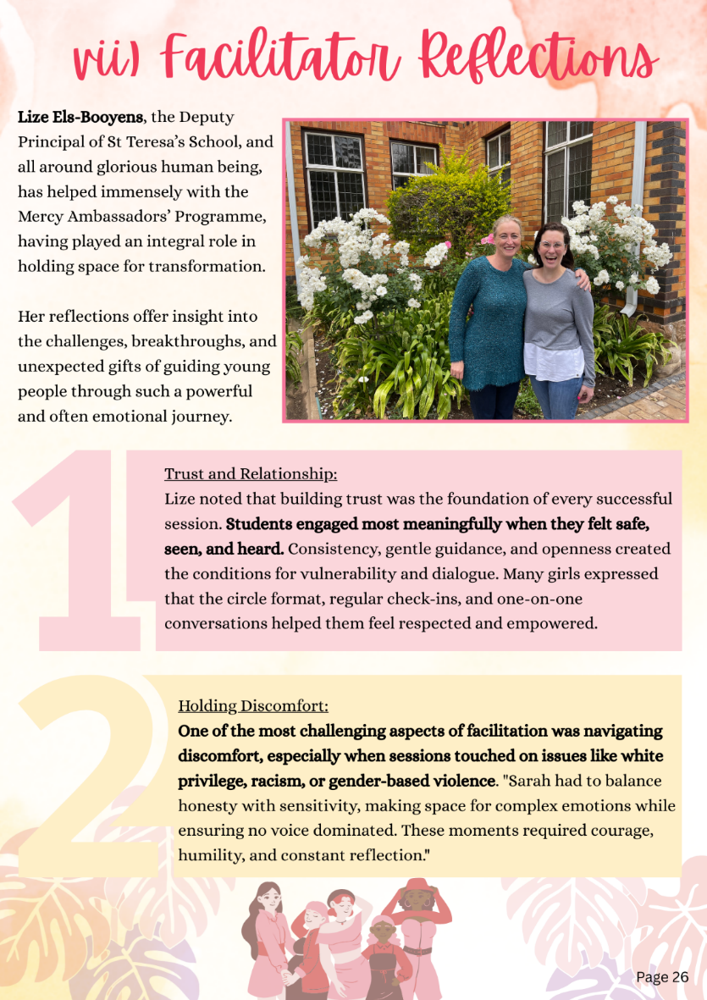 vii) Facilitator Reflections
Lize Els-Booyens, the Deputy
Principal of St Teresa's School, and
all around glorious human being,
has helped immensely with the
Mercy Ambassadors' Programme,
having played an integral role in
holding space for transformation.
Her reflections offer insight into
the challenges, breakthroughs, and
unexpected gifts of guiding young
people through such a powerful
and often emotional journey.
1
Trust and Relationship:
Lize noted that building trust was the foundation of every successful
session. Students engaged most meaningfully when they felt safe,
seen, and heard. Consistency, gentle guidance, and openness created
the conditions for vulnerability and dialogue. Many girls expressed
that the circle format, regular check-ins, and one-on-one
conversations helped them feel respected and empowered.
2
Holding Discomfort:
One of the most challenging aspects of facilitation was navigating
discomfort, especially when sessions touched on issues like white
privilege, racism, or gender-based violence. "Sarah had to balance
honesty with sensitivity, making space for complex emotions while
ensuring no voice dominated. These moments required courage,
humility, and constant reflection."
Page 26